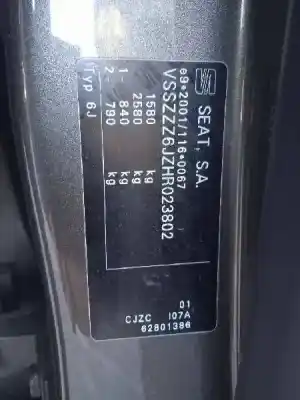 SEAT, S.A.
e9*2001/116*0067
VSSZZZ6JZHR023802
1580 kg
2580 kg
1- 840 kg
2- 790 kg
Typ 6J
01
CJZC I07A
62801386